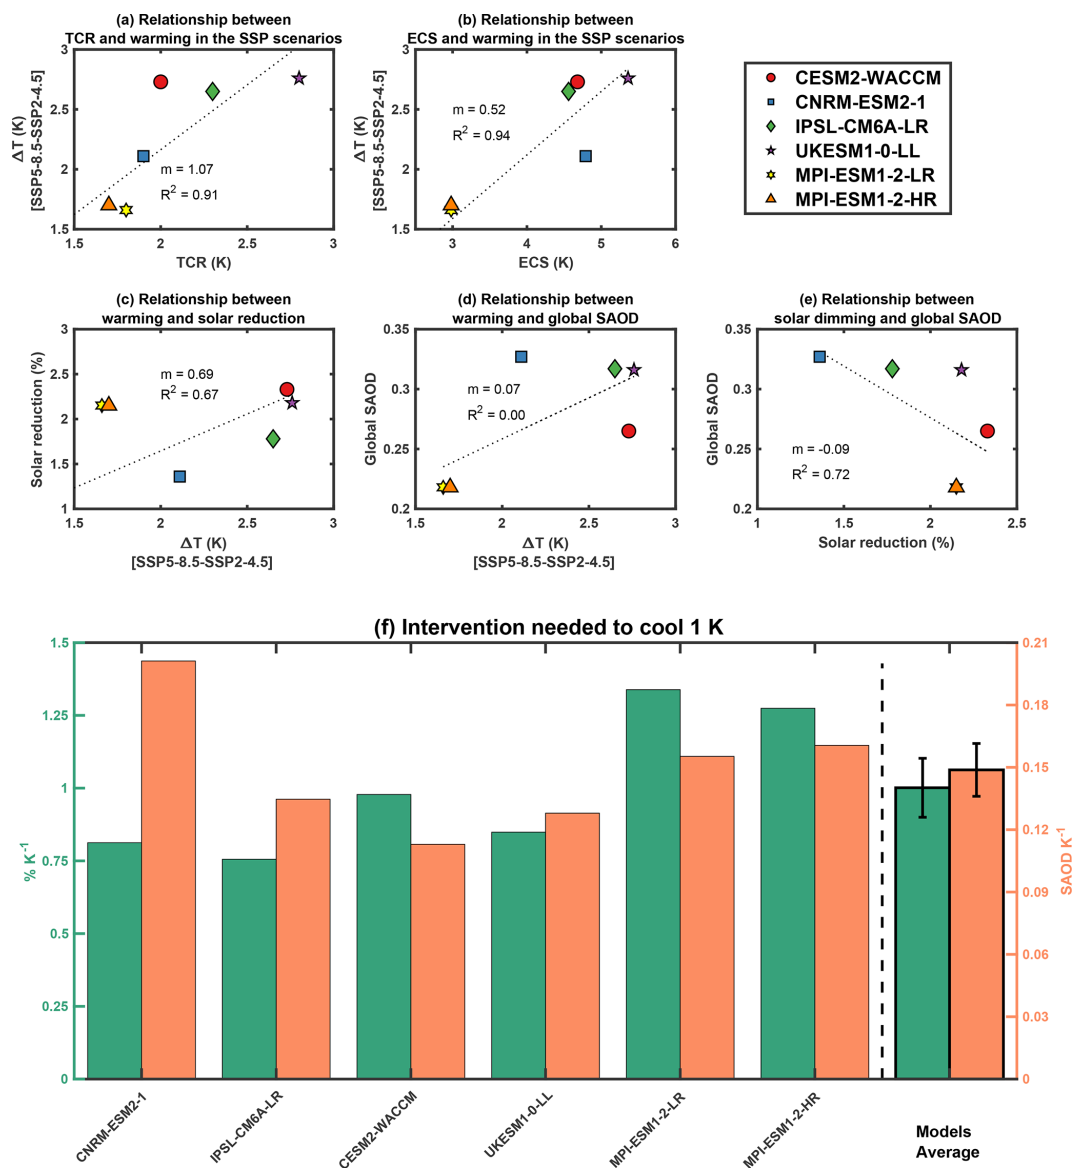 (a) Relationship between
TCR and warming in the SSP scenarios
3
2.5
2
1.5
ΔT (K)
[SSP5-8.5-SSP2-4.5]
m = 1.07
R2 = 0.91
1.5 2 2.5 3
TCR (K)
(b) Relationship between
ECS and warming in the SSP scenarios
3
2.5
2
1.5
ΔT (K)
[SSP5-8.5-SSP2-4.5]
m = 0.52
R2 = 0.94
3 4 5 6
ECS (K)
CESM2-WACCM
CNRM-ESM2-1
IPSL-CM6A-LR
UKESM1-0-LL
MPI-ESM1-2-LR
MPI-ESM1-2-HR
(c) Relationship between
warming and solar reduction
3
2.5
2
1.5
1
Solar reduction (%)
m = 0.69
R2 = 0.67
1.5 2 2.5 3
ΔT (K)
[SSP5-8.5-SSP2-4.5]
(d) Relationship between
warming and global SAOD
0.35
0.3
0.25
0.2
Global SAOD
m = 0.07
R2 = 0.00
1.5 2 2.5 3
ΔT (K)
[SSP5-8.5-SSP2-4.5]
(e) Relationship between
solar dimming and global SAOD
0.35
0.3
0.25
0.2
Global SAOD
m = -0.09
R2 = 0.72
1 1.5 2 2.5
Solar reduction (%)
(f) Intervention needed to cool 1 K
1.5
1.25
1
0.75
0.5
0.25
0
% K-1
0.21
0.18
0.15
0.12
0.09
0.06
0.03
0
SAOD K-1
CNRM-ESM2-1
IPSL-CM6A-LR
CESM2-WACCM
UKESM1-0-LL
MPI-ESM1-2-LR
MPI-ESM1-2-HR
Models
Average